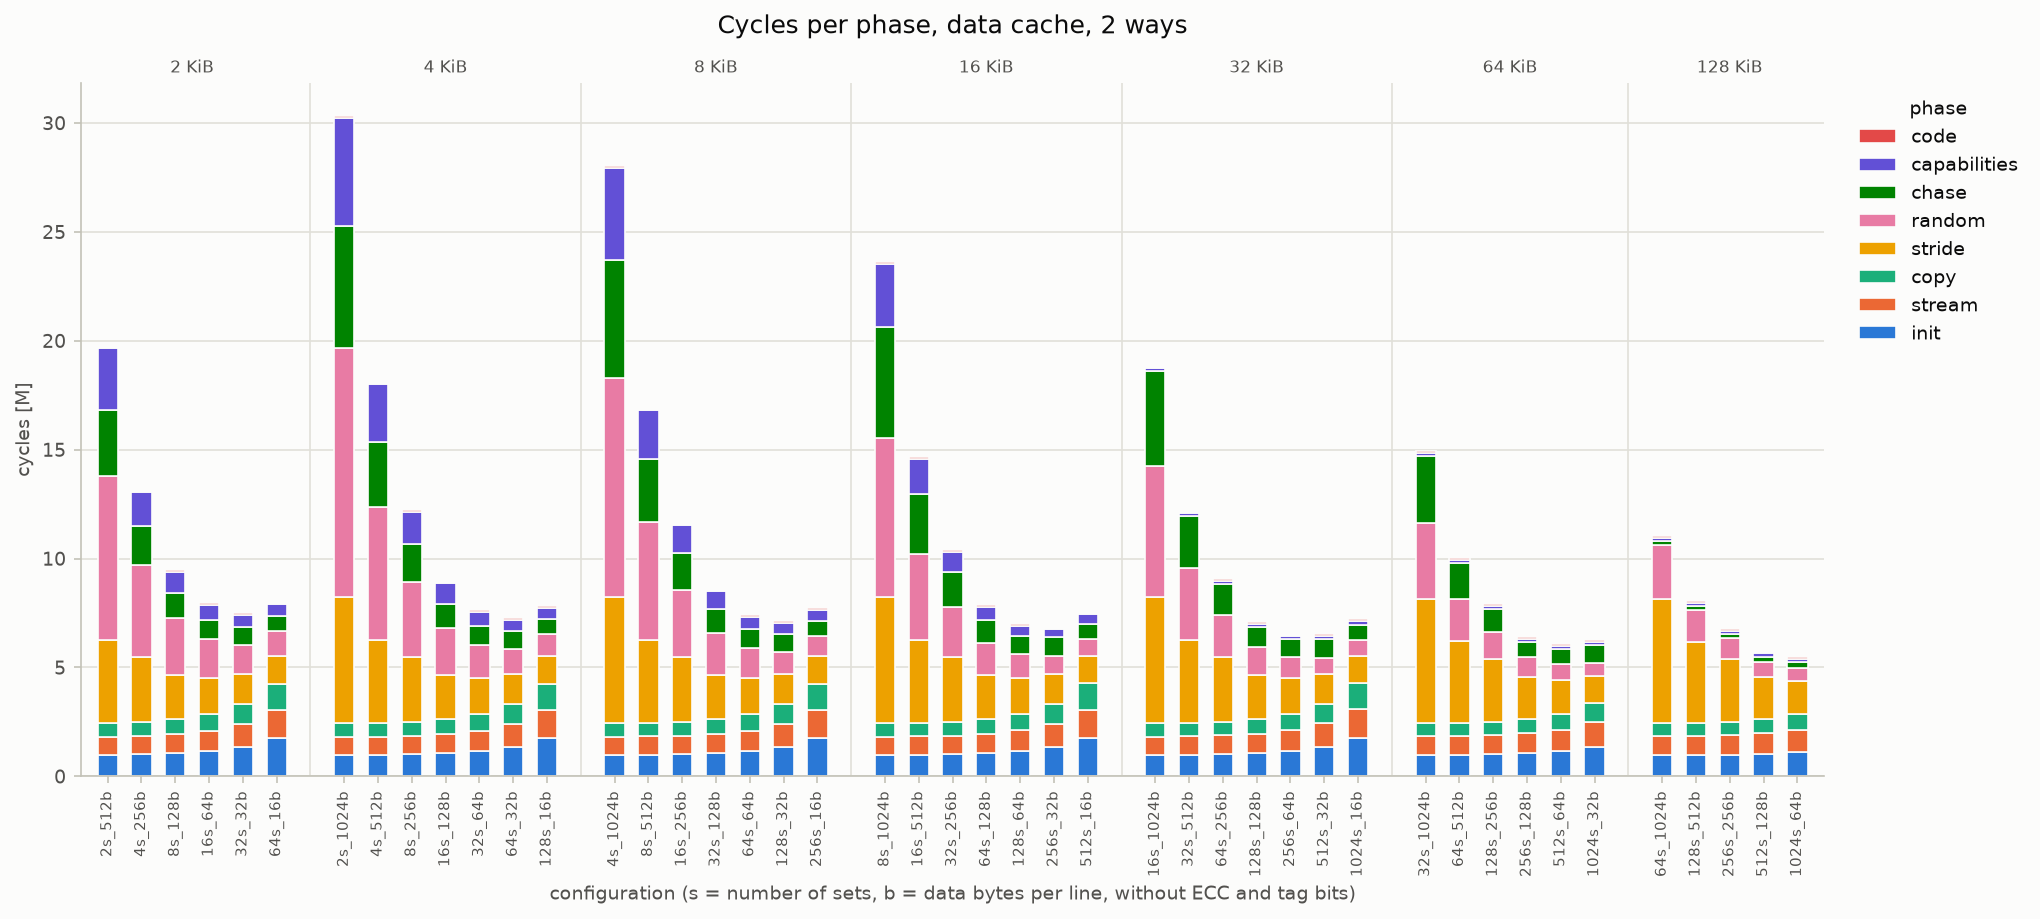 Cycles per phase, data cache, 2 ways
2 KiB 4 KiB 8 KiB 16 KiB 32 KiB 64 KiB 128 KiB
phase
code
capabilities
chase
random
stride
copy
stream
init
cycles [M]
30
25
20
15
10
5
0
2s_512b 4s_256b 8s_128b 16s_64b 32s_32b 64s_16b 2s_1024b 4s_512b 8s_256b 16s_128b 32s_64b 64s_32b 128s_16b 4s_1024b 8s_512b 16s_256b 32s_128b 64s_64b 128s_32b 256s_16b 8s_1024b 16s_512b 32s_256b 64s_128b 128s_64b 256s_32b 512s_16b 16s_1024b 32s_512b 64s_256b 128s_128b 256s_64b 512s_32b 1024s_16b 32s_1024b 64s_512b 128s_256b 256s_128b 512s_64b 1024s_32b 64s_1024b 128s_512b 256s_256b 512s_128b 1024s_64b
configuration (s = number of sets, b = data bytes per line, without ECC and tag bits)